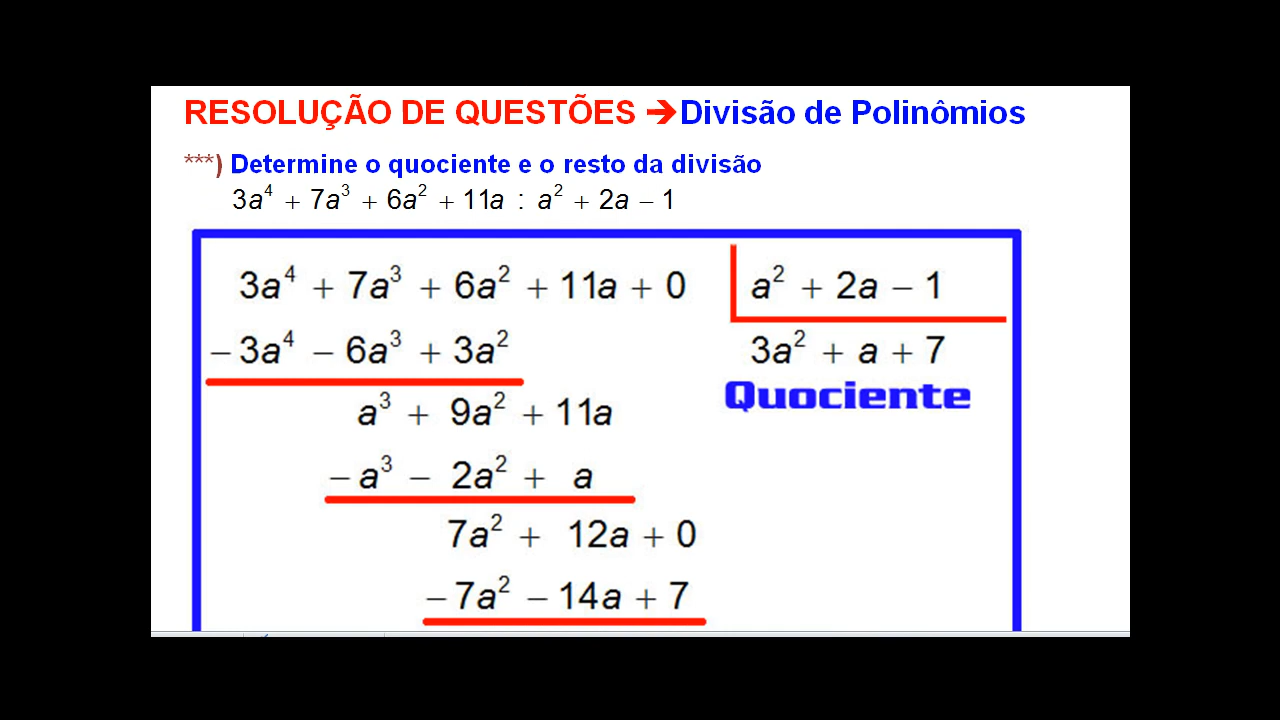 RESOLUÇÃO DE QUESTÕES ➔Divisão de Polinômios
***) Determine o quociente e o resto da divisão
3a⁴ + 7a³ + 6a² + 11a : a² + 2a − 1
3a⁴ + 7a³ + 6a² + 11a + 0 a² + 2a − 1
− 3a⁴ − 6a³ + 3a² 3a² + a + 7
Quociente
a³ + 9a² + 11a
− a³ − 2a² + a
7a² + 12a + 0
− 7a² − 14a + 7